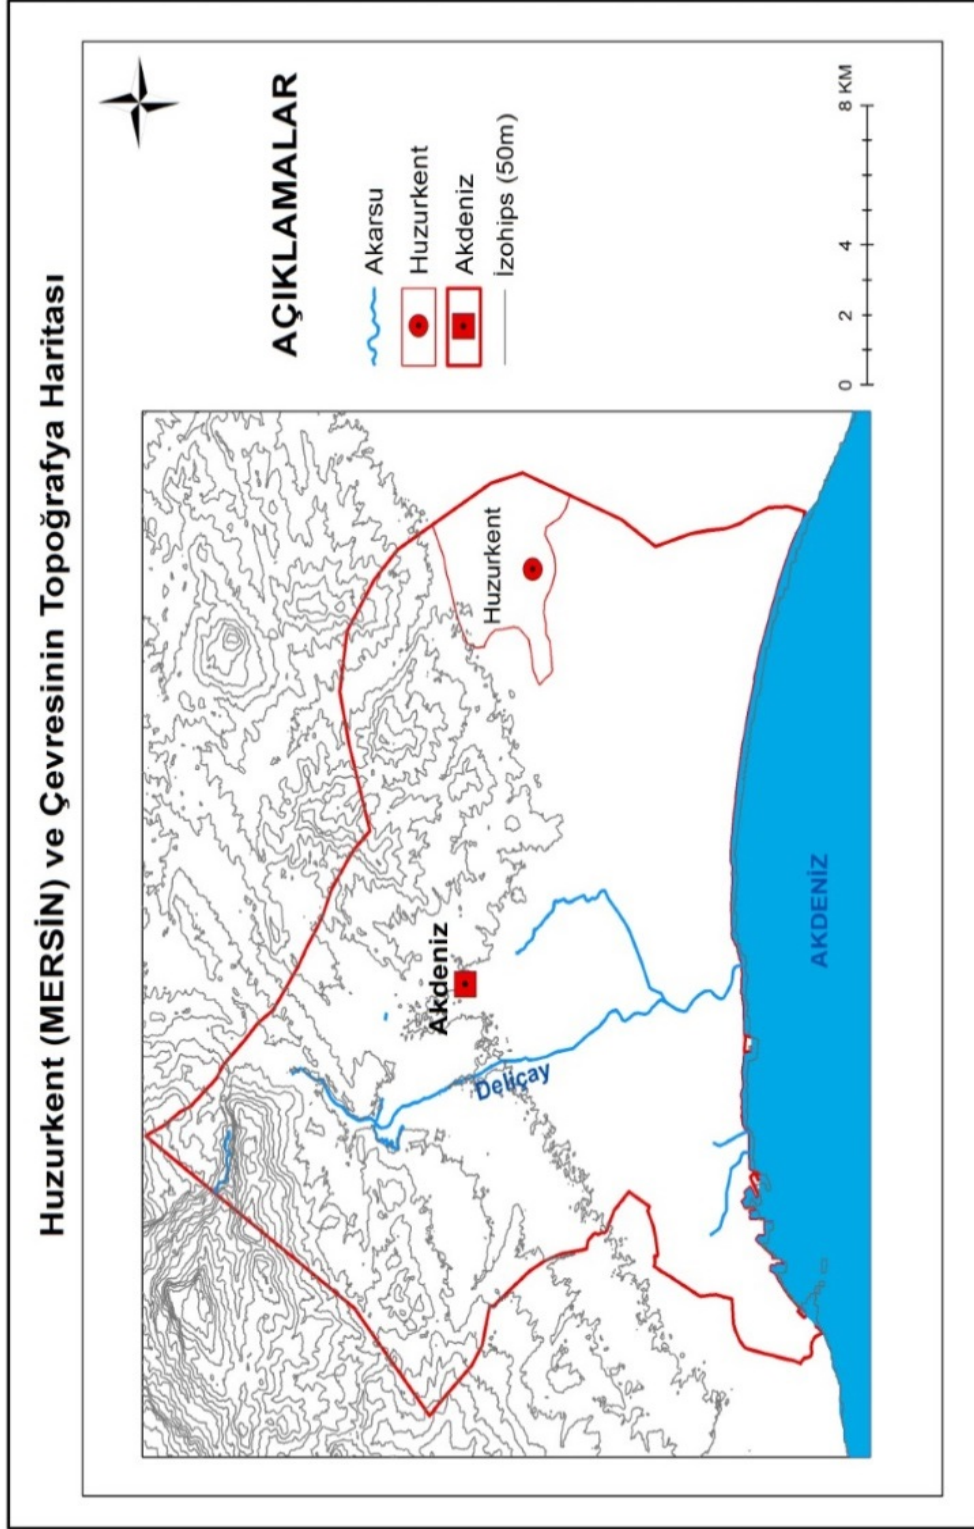 Huzurkent (MERSİN) ve Çevresinin Topoğrafya Haritası
Huzurkent
Akdeniz
Deliçay
AKDENİZ
AÇIKLAMALAR
Akarsu
Huzurkent
Akdeniz
İzohips (50m)
0 2 4 8 KM